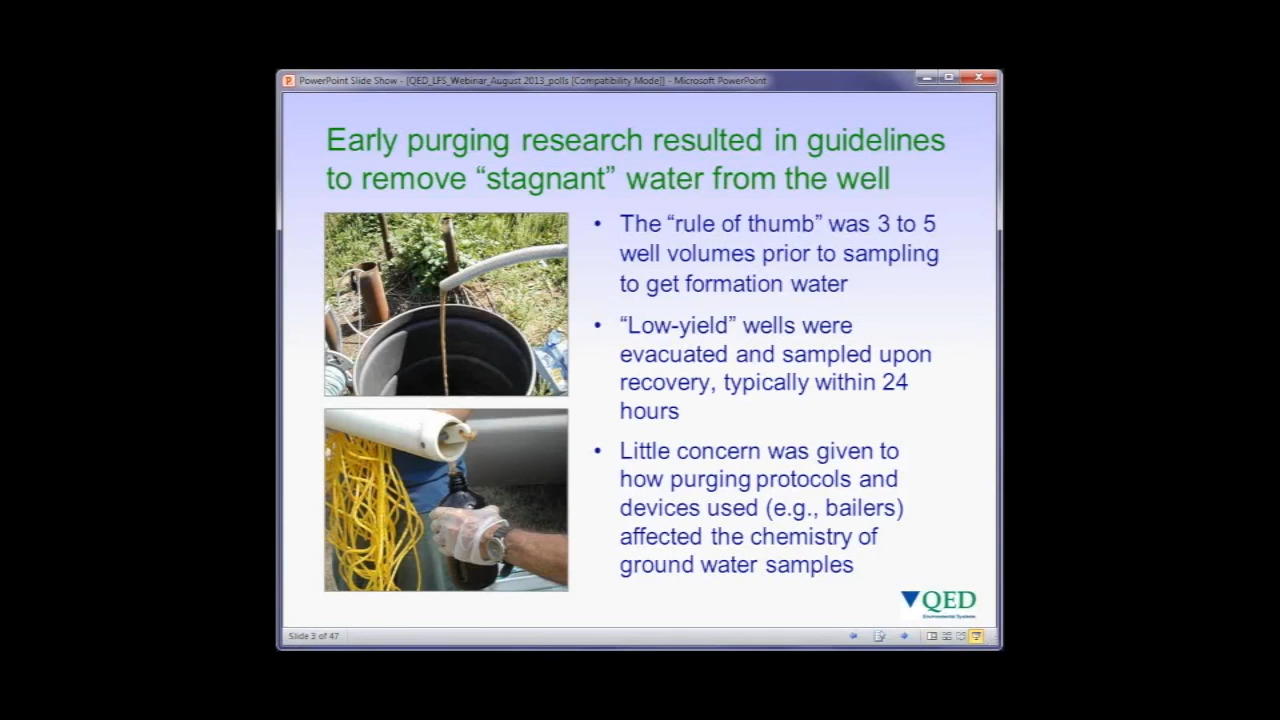 PowerPoint Slide Show - [QED_LFS_Webinar_August 2013_polls [Compatibility Mode]] - Microsoft PowerPoint
Early purging research resulted in guidelines
to remove “stagnant” water from the well
• The “rule of thumb” was 3 to 5
well volumes prior to sampling
to get formation water
• “Low-yield” wells were
evacuated and sampled upon
recovery, typically within 24
hours
• Little concern was given to
how purging protocols and
devices used (e.g., bailers)
affected the chemistry of
ground water samples
QED
Environmental Systems
Slide 3 of 47